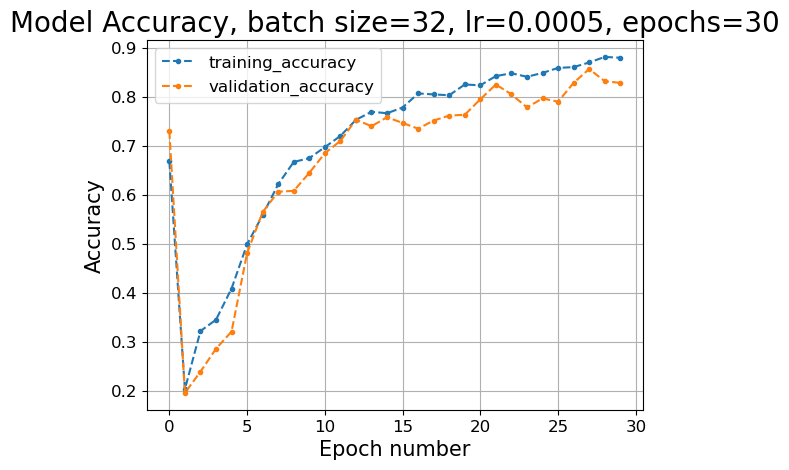 Model Accuracy, batch size=32, lr=0.0005, epochs=30
training_accuracy
validation_accuracy
0.9
0.8
0.7
0.6
0.5
0.4
0.3
0.2
Accuracy
0 5 10 15 20 25 30
Epoch number